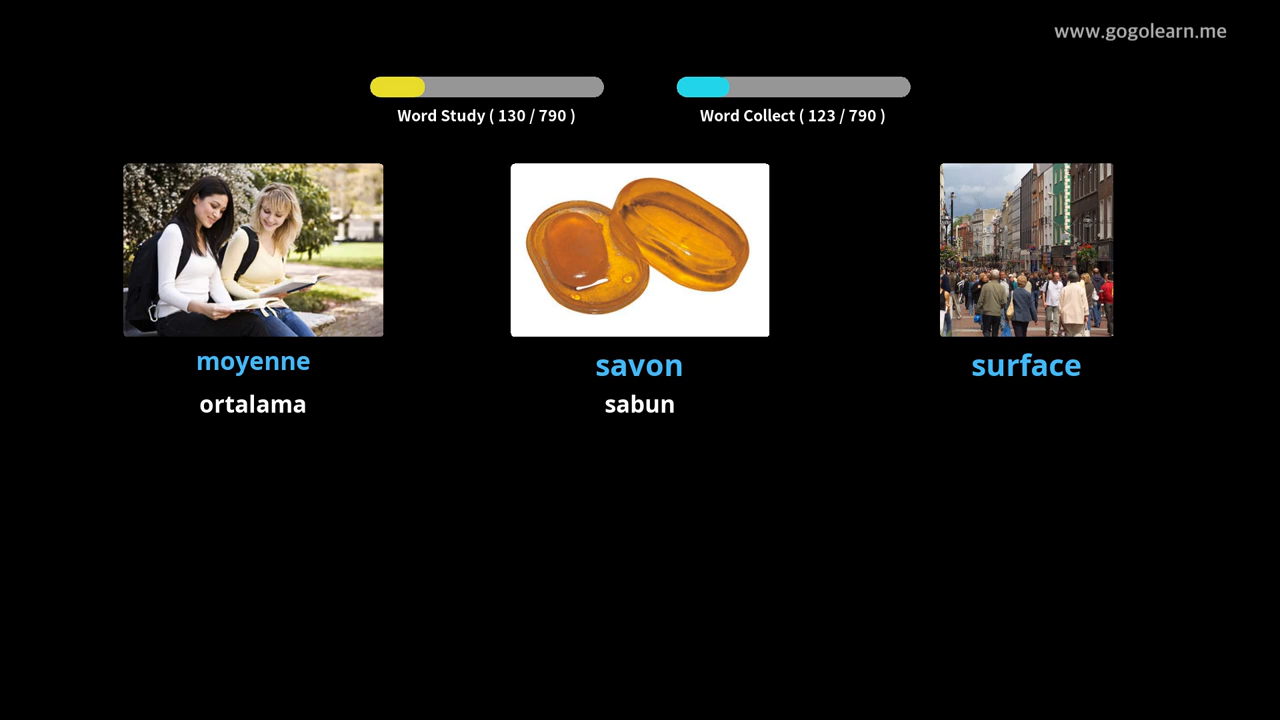 www.gogolearn.me
Word Study ( 130 / 790 )
Word Collect ( 123 / 790 )
moyenne
ortalama
savon
sabun
surface